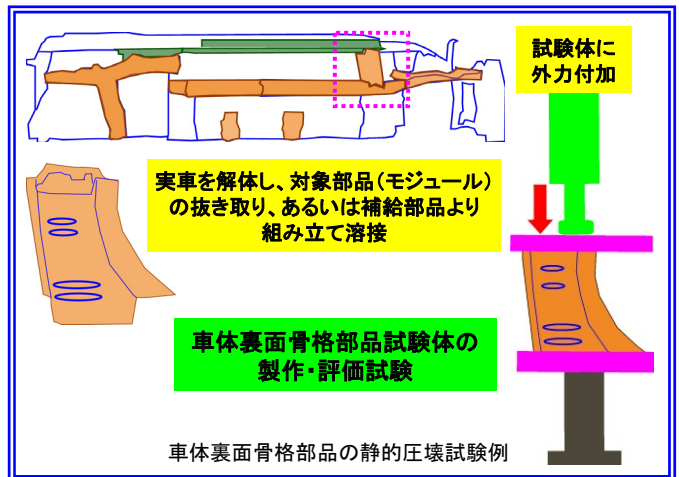 試験体に
外力付加
実車を解体し、対象部品(モジュール)
の抜き取り、あるいは補給部品より
組み立て溶接
車体裏面骨格部品試験体の
製作・評価試験
車体裏面骨格部品の静的圧壊試験例